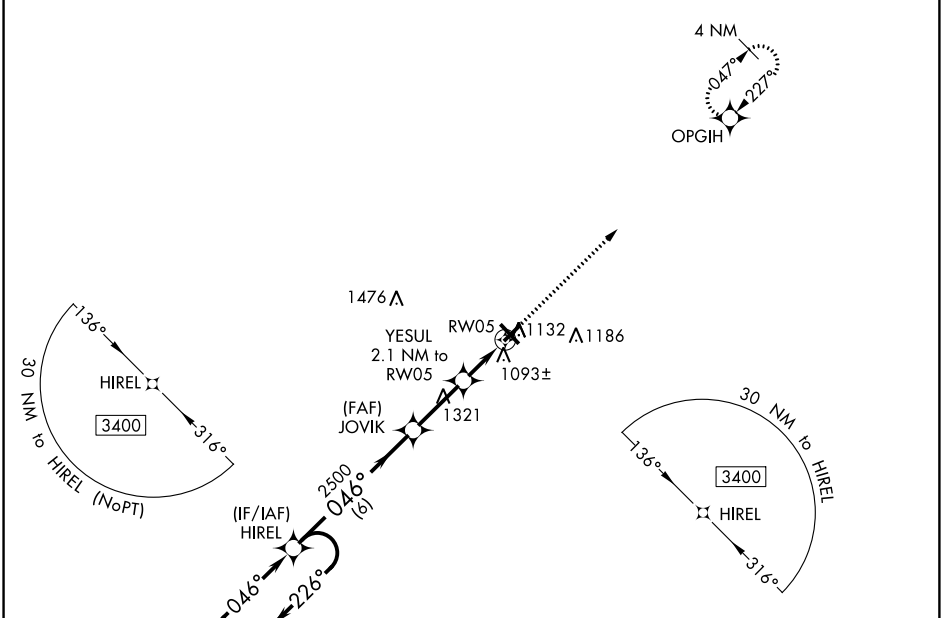 4 NM
047°
227°
OPGIH
1476
YESUL
2.1 NM to
RW05
RW05
1132
1186
1093±
1321
(FAF)
JOVIK
2500
046°
(6)
(IF/IAF)
HIREL
046°
226°
136°
HIREL
3400
316°
30 NM to HIREL (NoPT)
30 NM to HIREL
136°
3400
HIREL
316°